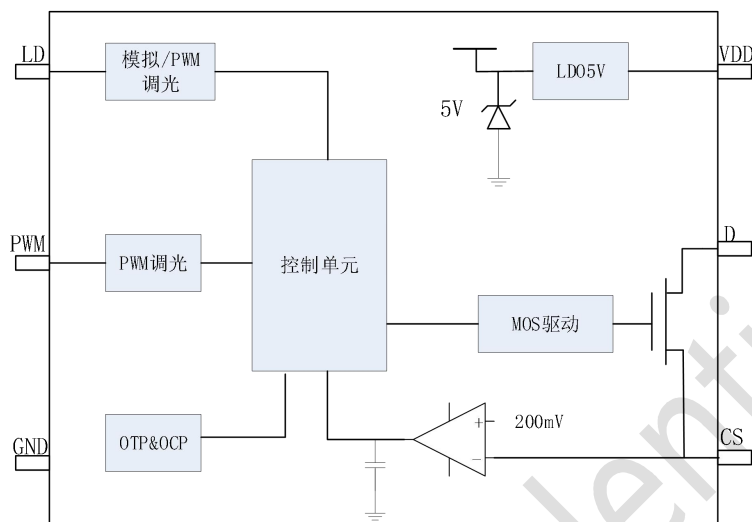 LD
模拟/PWM
调光
LDO5V
VDD
5V
PWM
PWM调光
控制单元
D
MOS驱动
GND
OTP&OCP
+
200mV
-
CS